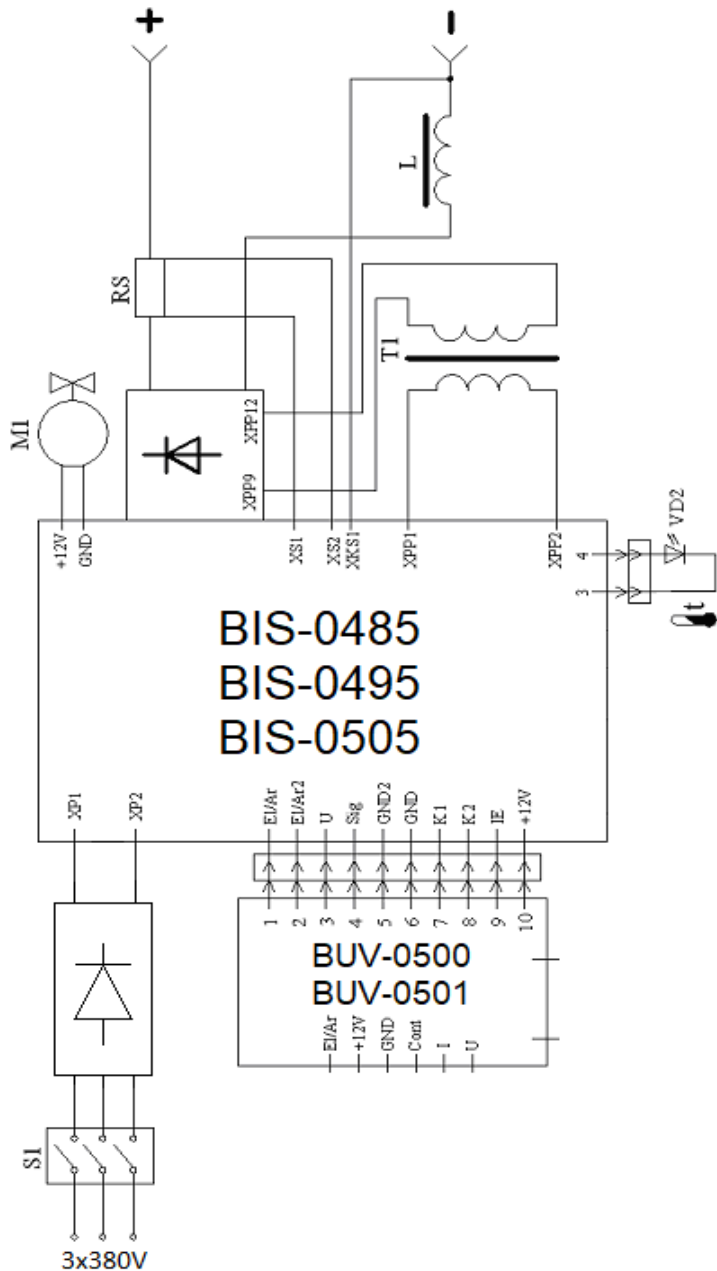 +
-
L
RS
T1
M1
XPP12
XPP9
+12V
GND
XS1
XS2
XKS1
XPP1
XPP2
4
3
VD2
t
BIS-0485
BIS-0495
BIS-0505
XP1
XP2
El/Ar
El/Ar2
U
Sig
GND2
GND
K1
K2
IE
+12V
1
2
3
4
5
6
7
8
9
10
BUV-0500
BUV-0501
El/Ar
+12V
GND
Cont
I
U
S1
3x380V